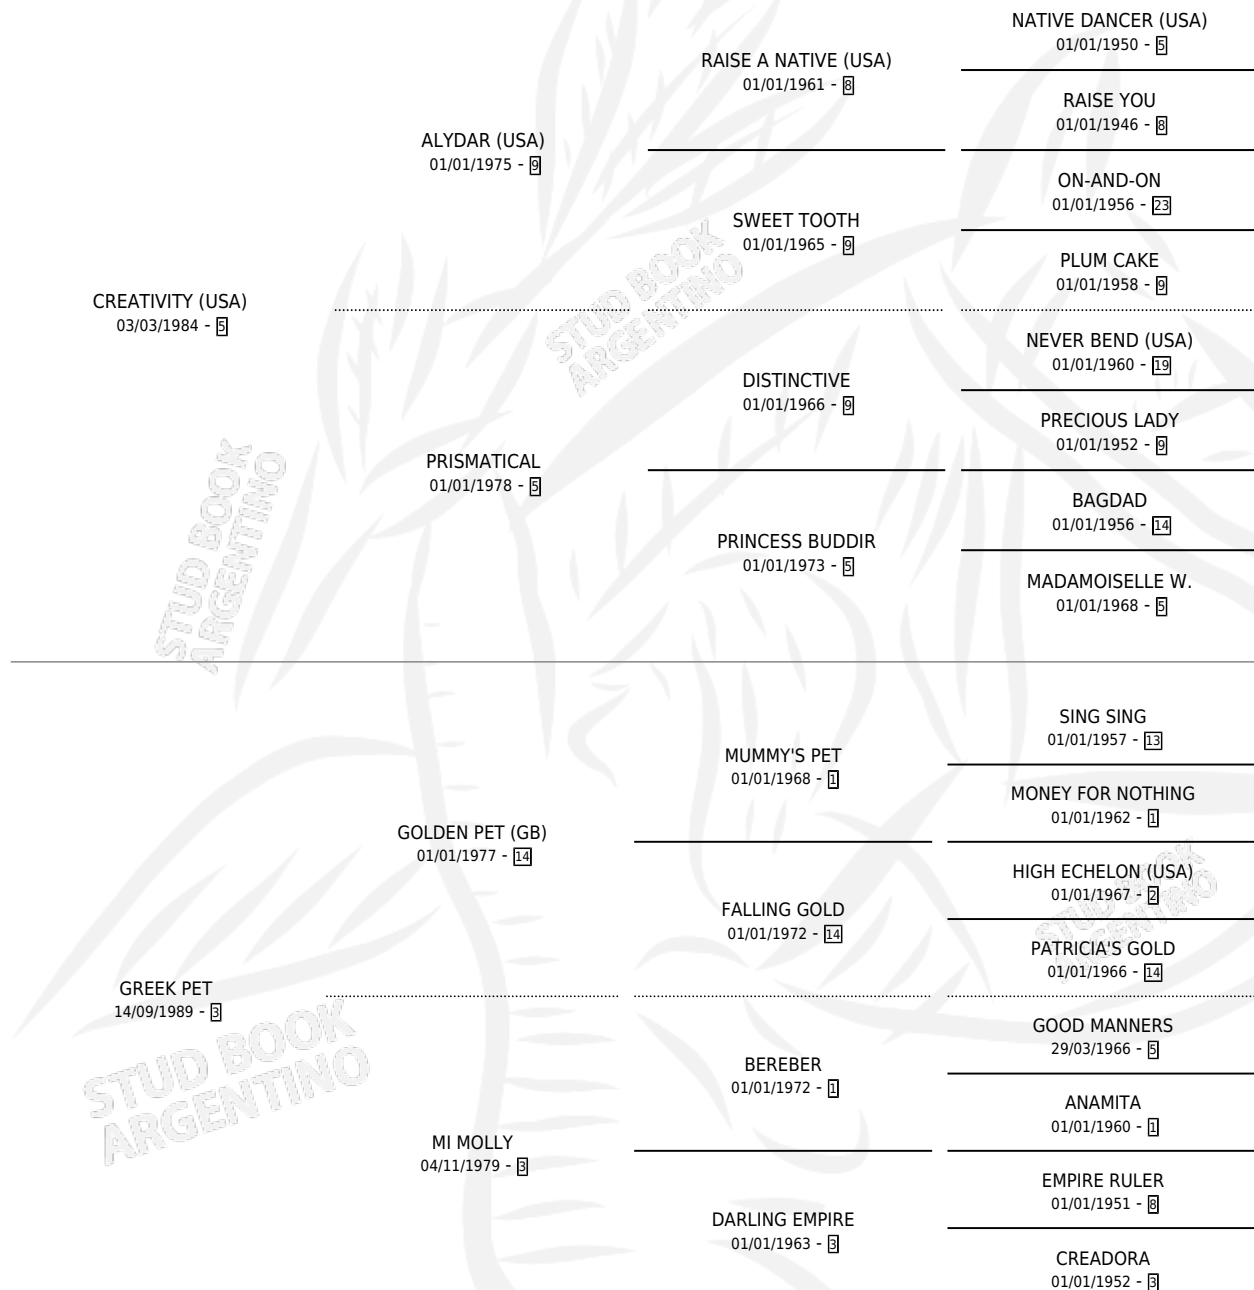 NATIVE DANCER (USA)
01/01/1950 - 5
RAISE A NATIVE (USA)
01/01/1961 - 8
RAISE YOU
01/01/1946 - 8
ALYDAR (USA)
01/01/1975 - 9
ON-AND-ON
01/01/1956 - 23
SWEET TOOTH
01/01/1965 - 9
PLUM CAKE
01/01/1958 - 9
CREATIVITY (USA)
03/03/1984 - 5
NEVER BEND (USA)
01/01/1960 - 19
DISTINCTIVE
01/01/1966 - 9
PRECIOUS LADY
01/01/1952 - 9
PRISMATICAL
01/01/1978 - 5
BAGDAD
01/01/1956 - 14
PRINCESS BUDDIR
01/01/1973 - 5
MADAMOISELLE W.
01/01/1968 - 5
STUD BOOK
ARGENTINO
STUD BOOK
ARGENTINO
SING SING
01/01/1957 - 13
MUMMY'S PET
01/01/1968 - 1
MONEY FOR NOTHING
01/01/1962 - 1
GOLDEN PET (GB)
01/01/1977 - 14
HIGH ECHELON (USA)
01/01/1967 - 2
FALLING GOLD
01/01/1972 - 14
PATRICIA'S GOLD
01/01/1966 - 14
STUD BOOK
ARGENTINO
GREEK PET
14/09/1989 - 3
GOOD MANNERS
29/03/1966 - 5
BEREBER
01/01/1972 - 1
ANAMITA
01/01/1960 - 1
MI MOLLY
04/11/1979 - 3
EMPIRE RULER
01/01/1951 - 8
DARLING EMPIRE
01/01/1963 - 3
CREADORA
01/01/1952 - 3
STUD BOOK
ARGENTINO